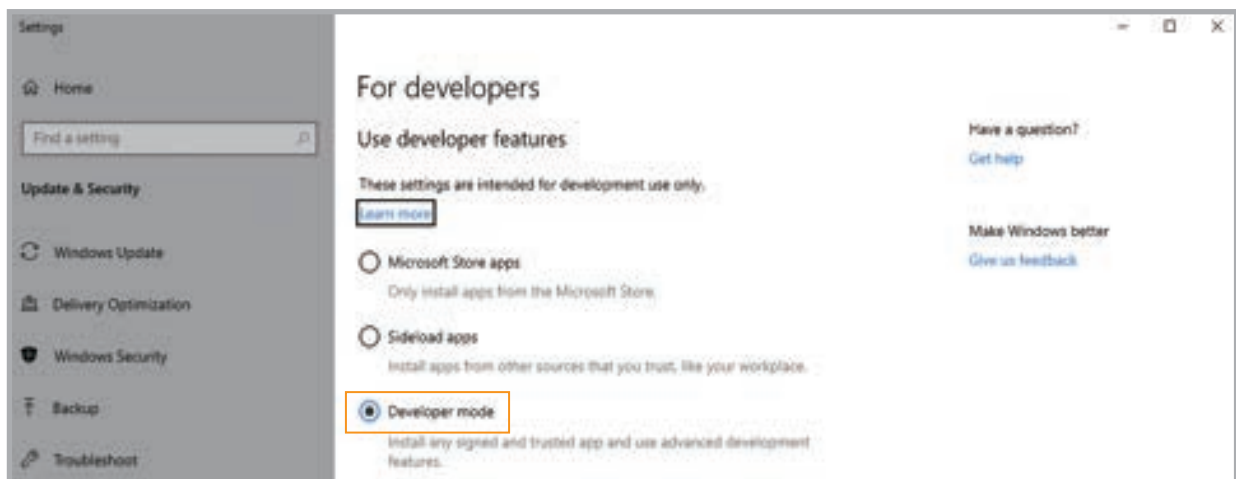 Settings
Home
Find a setting
Update & Security
Windows Update
Delivery Optimization
Windows Security
Backup
Troubleshoot
For developers
Use developer features
These settings are intended for development use only.
Learn more
Microsoft Store apps
Only install apps from the Microsoft Store.
Sideload apps
Install apps from other sources that you trust, like your workplace.
Developer mode
Install any signed and trusted app and use advanced development
features.
Have a question?
Get help
Make Windows better
Give us feedback